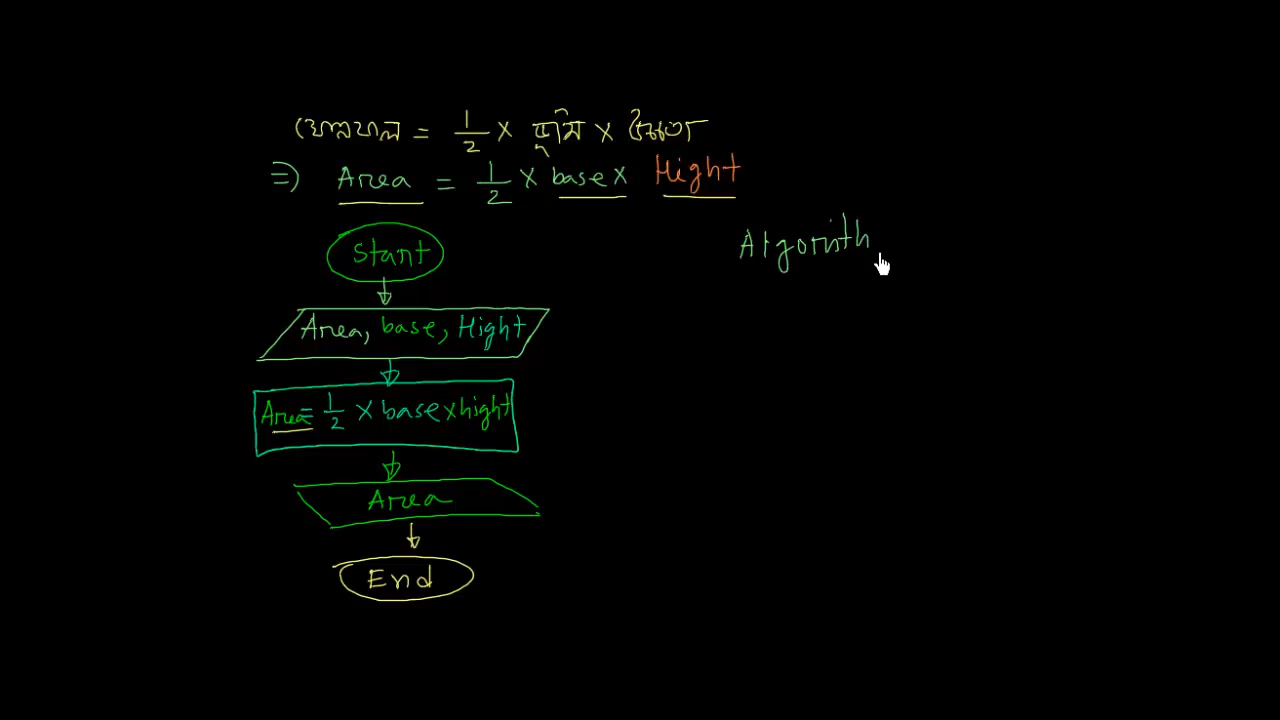 ক্ষেত্রফল = 1/2 × ভূমি × উচ্চতা
⇒ Area = 1/2 × base × Hight
Start
Algorith
Area, base, Hight
Area = 1/2 × base × hight
Area
End